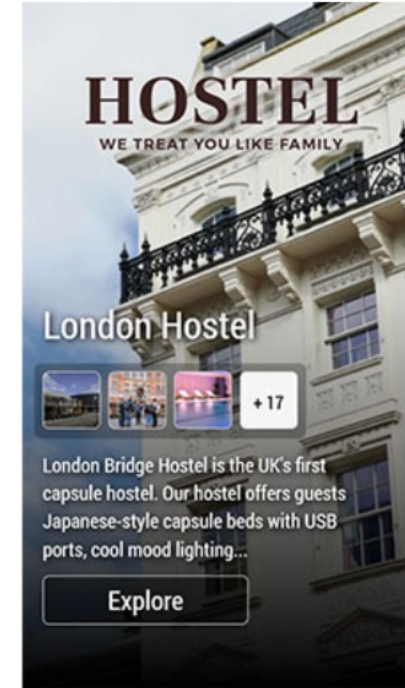 HOSTEL
WE TREAT YOU LIKE FAMILY
London Hostel
+ 17
London Bridge Hostel is the UK's first
capsule hostel. Our hostel offers guests
Japanese-style capsule beds with USB
ports, cool mood lighting...
Explore